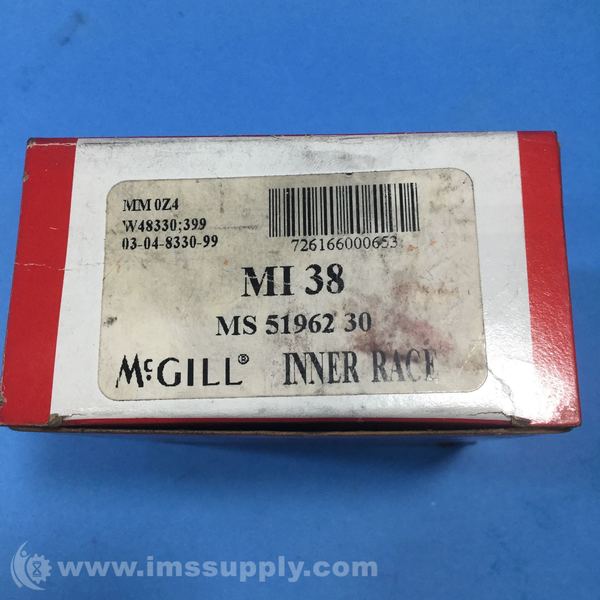 MM 0Z4
W48330;399
03-04-8330-99
726166000653
MI 38
MS 51962 30
McGILL® INNER RACE
www.imssupply.com